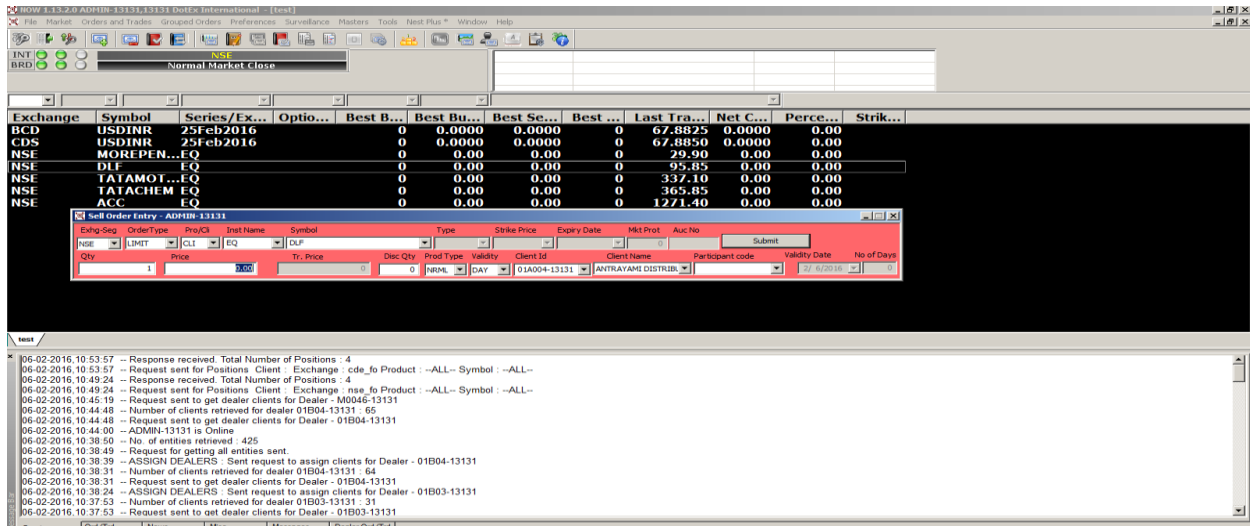 NOW 1.13.2.0 ADMIN-13131,13131 DotEx International - [test]
File Market Orders and Trades Grouped Orders Preferences Surveillance Masters Tools Nest Plus * Window Help
INT NSE
BRD Normal Market Close
Exchange Symbol Series/Ex... Optio... Best B... Best Bu... Best Se... Best ... Last Tra... Net C... Perce... Strik...
BCD USDINR 25Feb2016 0 0.0000 0.0000 0 67.8825 0.0000 0.00
CDS USDINR 25Feb2016 0 0.0000 0.0000 0 67.8850 0.0000 0.00
NSE MOREPEN...EQ 0 0.00 0.00 0 29.90 0.00 0.00
NSE DLF EQ 0 0.00 0.00 0 95.85 0.00 0.00
NSE TATAMOT...EQ 0 0.00 0.00 0 337.10 0.00 0.00
NSE TATACHEM EQ 0 0.00 0.00 0 365.85 0.00 0.00
NSE ACC EQ 0 0.00 0.00 0 1271.40 0.00 0.00
Sell Order Entry - ADMIN-13131
Exhg-Seg OrderType Pro/Cli Inst Name Symbol Type Strike Price Expiry Date Mkt Prot Auc No
NSE LIMIT CLI EQ DLF 0 Submit
Qty Price Tr. Price Disc Qty Prod Type Validity Client Id Client Name Participant code Validity Date No of Days
1 0.00 0 0 NRML DAY 01A004-13131 ANTRAYAMI DISTRIBU 2/ 6/2016 0
test
06-02-2016,10:53:57 -- Response received. Total Number of Positions : 4
06-02-2016,10:53:57 -- Request sent for Positions Client : Exchange : cde_fo Product : --ALL-- Symbol : --ALL--
06-02-2016,10:49:24 -- Response received. Total Number of Positions : 4
06-02-2016,10:49:24 -- Request sent for Positions Client : Exchange : nse_fo Product : --ALL-- Symbol : --ALL--
06-02-2016,10:45:19 -- Request sent to get dealer clients for Dealer - M0046-13131
06-02-2016,10:44:48 -- Number of clients retrieved for dealer 01B04-13131 : 65
06-02-2016,10:44:48 -- Request sent to get dealer clients for Dealer - 01B04-13131
06-02-2016,10:44:00 -- ADMIN-13131 is Online
06-02-2016,10:38:50 -- No. of entities retrieved : 425
06-02-2016,10:38:49 -- Request for getting all entities sent.
06-02-2016,10:38:39 -- ASSIGN DEALERS : Sent request to assign clients for Dealer - 01B04-13131
06-02-2016,10:38:31 -- Number of clients retrieved for dealer 01B04-13131 : 64
06-02-2016,10:38:31 -- Request sent to get dealer clients for Dealer - 01B04-13131
06-02-2016,10:38:24 -- ASSIGN DEALERS : Sent request to assign clients for Dealer - 01B03-13131
06-02-2016,10:37:53 -- Number of clients retrieved for dealer 01B03-13131 : 31
06-02-2016,10:37:53 -- Request sent to get dealer clients for Dealer - 01B03-13131